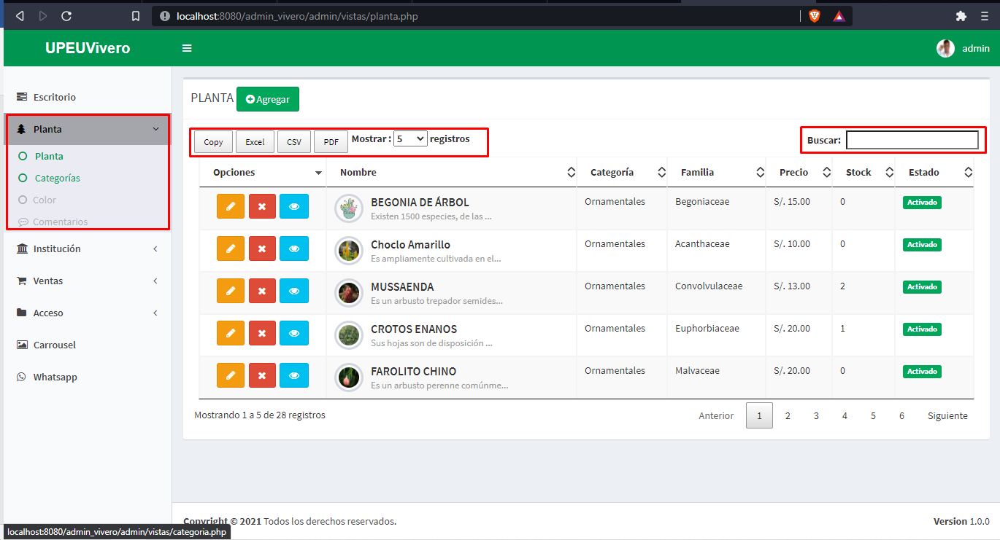 localhost:8080/admin_vivero/admin/vistas/planta.php
UPEUVivero
admin
Escritorio
Planta
Planta
Categorías
Color
Comentarios
Institución
Ventas
Acceso
Carrousel
Whatsapp
PLANTA Agregar
Copy Excel CSV PDF Mostrar : 5 registros Buscar:
Opciones Nombre Categoría Familia Precio Stock Estado
BEGONIA DE ÁRBOL Ornamentales Begoniaceae S/. 15.00 0 Activado
Existen 1500 especies, de las ...
Choclo Amarillo Ornamentales Acanthaceae S/. 10.00 0 Activado
Es ampliamente cultivada en el...
MUSSAENDA Ornamentales Convolvulaceae S/. 13.00 2 Activado
Es un arbusto trepador semides...
CROTOS ENANOS Ornamentales Euphorbiaceae S/. 20.00 1 Activado
Sus hojas son de disposición ...
FAROLITO CHINO Ornamentales Malvaceae S/. 20.00 0 Activado
Es un arbusto perenne comúnme...
Mostrando 1 a 5 de 28 registros Anterior 1 2 3 4 5 6 Siguiente
Copyright © 2021 Todos los derechos reservados. Version 1.0.0
localhost:8080/admin_vivero/admin/vistas/categoria.php